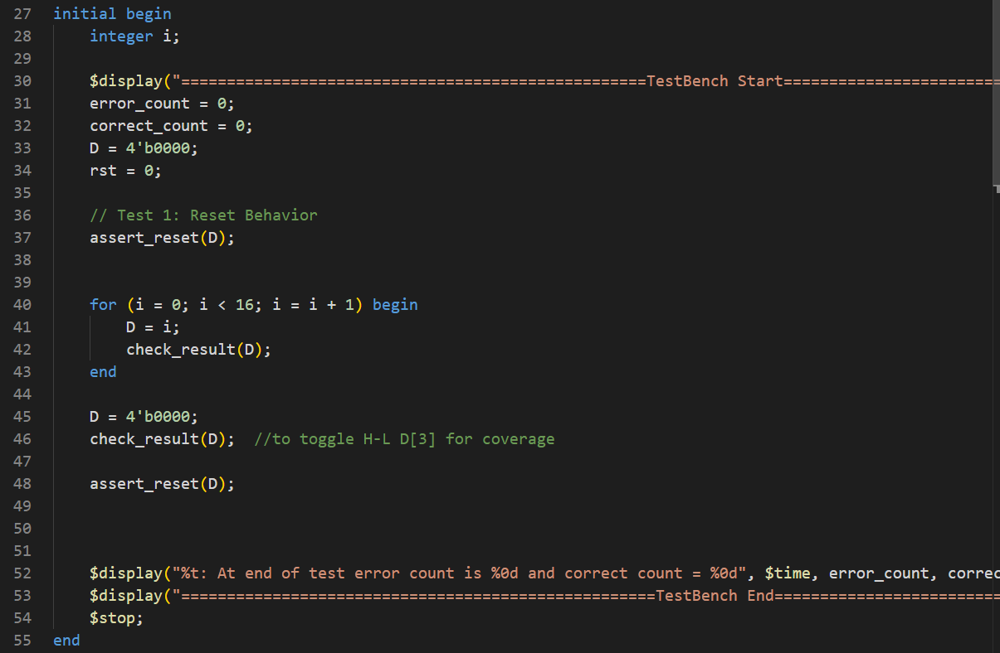 27 initial begin
28     integer i;
29
30     $display("===================================================TestBench Start========================
31     error_count = 0;
32     correct_count = 0;
33     D = 4'b0000;
34     rst = 0;
35
36     // Test 1: Reset Behavior
37     assert_reset(D);
38
39
40     for (i = 0; i < 16; i = i + 1) begin
41         D = i;
42         check_result(D);
43     end
44
45     D = 4'b0000;
46     check_result(D);  //to toggle H-L D[3] for coverage
47
48     assert_reset(D);
49
50
51
52     $display("%t: At end of test error count is %0d and correct count = %0d", $time, error_count, correc
53     $display("====================================================TestBench End=========================
54     $stop;
55 end